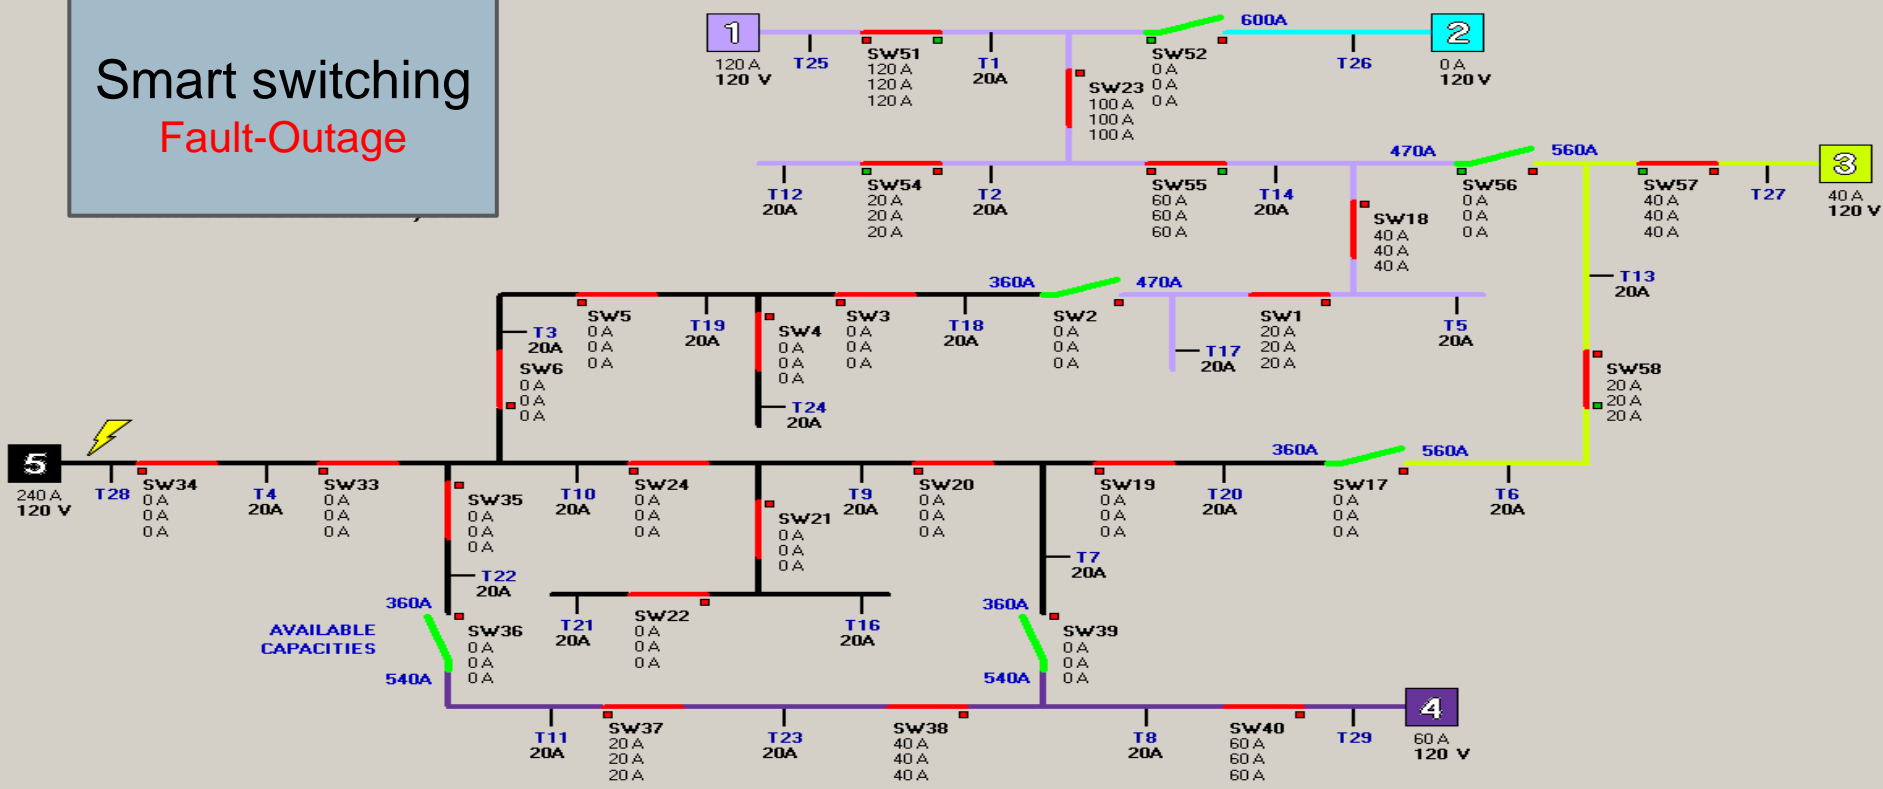 Smart switching
Fault-Outage
1
120 A
120 V
T25
SW51
120 A
120 A
120 A
T1
20A
SW23
100 A
100 A
100 A
SW52
0 A
0 A
0 A
600A
T26
2
0 A
120 V
T12
20A
SW54
20 A
20 A
20 A
T2
20A
SW55
60 A
60 A
60 A
T14
20A
470A
560A
SW56
0 A
0 A
0 A
SW57
40 A
40 A
40 A
T27
3
40 A
120 V
SW18
40 A
40 A
40 A
T13
20A
T3
20A
SW5
0 A
0 A
0 A
T19
20A
SW4
0 A
0 A
0 A
SW3
0 A
0 A
0 A
T18
20A
360A
470A
SW2
0 A
0 A
0 A
T17
20A
SW1
20 A
20 A
20 A
T5
20A
SW6
0 A
0 A
0 A
T24
20A
SW58
20 A
20 A
20 A
5
240 A
120 V
T28
SW34
0 A
0 A
0 A
T4
20A
SW33
0 A
0 A
0 A
SW35
0 A
0 A
0 A
T10
20A
SW24
0 A
0 A
0 A
SW21
0 A
0 A
0 A
T9
20A
SW20
0 A
0 A
0 A
SW19
0 A
0 A
0 A
T20
20A
360A
560A
SW17
0 A
0 A
0 A
T6
20A
T22
20A
T7
20A
360A
AVAILABLE
CAPACITIES
540A
SW36
0 A
0 A
0 A
T21
20A
SW22
0 A
0 A
0 A
T16
20A
360A
540A
SW39
0 A
0 A
0 A
T11
20A
SW37
20 A
20 A
20 A
T23
20A
SW38
40 A
40 A
40 A
T8
20A
SW40
60 A
60 A
60 A
T29
4
60 A
120 V